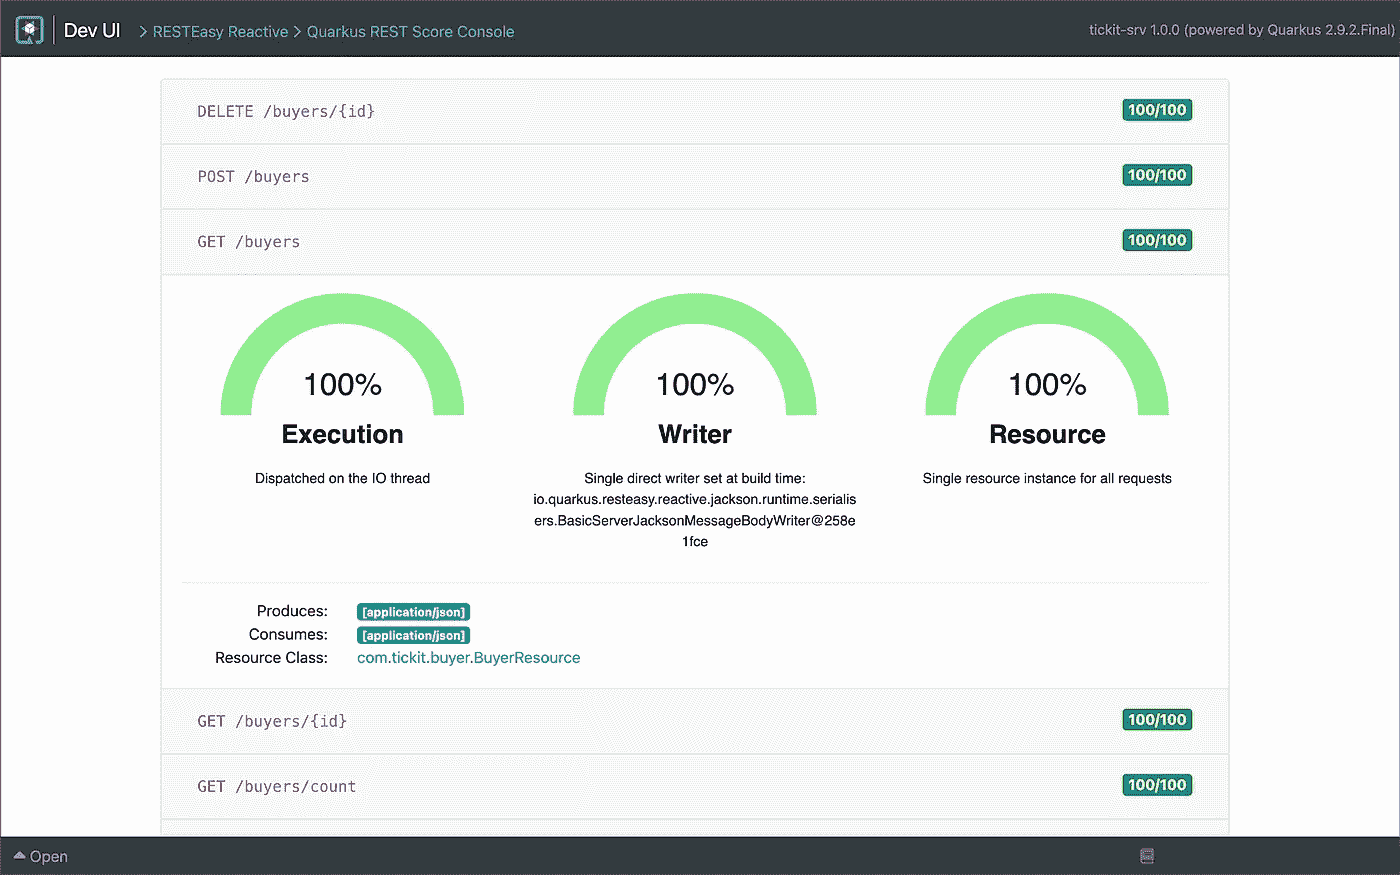 Dev UI > RESTEasy Reactive > Quarkus REST Score Console
tickit-srv 1.0.0 (powered by Quarkus 2.9.2.Final)
DELETE /buyers/{id} 100/100
POST /buyers 100/100
GET /buyers 100/100
100% 100% 100%
Execution Writer Resource
Dispatched on the IO thread
Single direct writer set at build time:
io.quarkus.resteasy.reactive.jackson.runtime.serialis
ers.BasicServerJacksonMessageBodyWriter@258e
1fce
Single resource instance for all requests
Produces: [application/json]
Consumes: [application/json]
Resource Class: com.tickit.buyer.BuyerResource
GET /buyers/{id} 100/100
GET /buyers/count 100/100
Open